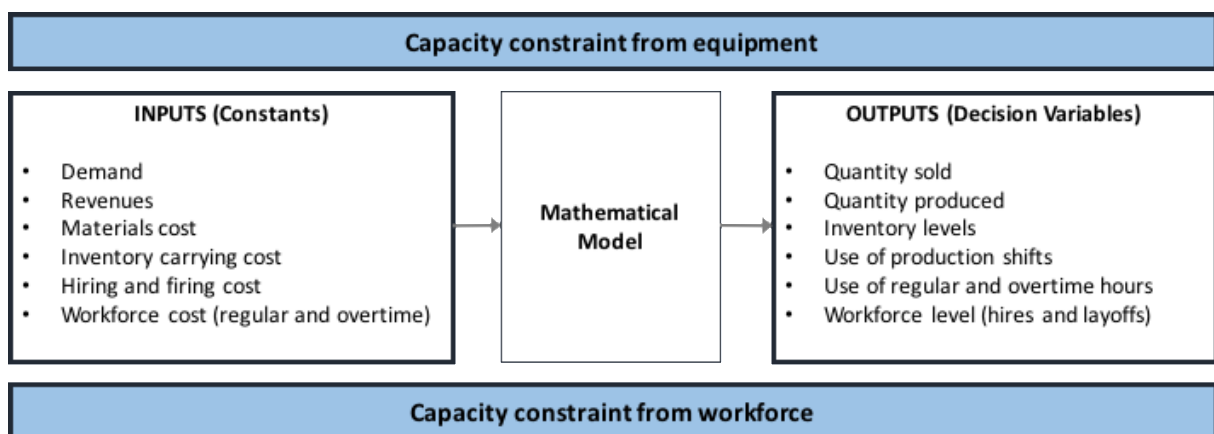 Capacity constraint from equipment
INPUTS (Constants)
• Demand
• Revenues
• Materials cost
• Inventory carrying cost
• Hiring and firing cost
• Workforce cost (regular and overtime)
Mathematical
Model
OUTPUTS (Decision Variables)
• Quantity sold
• Quantity produced
• Inventory levels
• Use of production shifts
• Use of regular and overtime hours
• Workforce level (hires and layoffs)
Capacity constraint from workforce